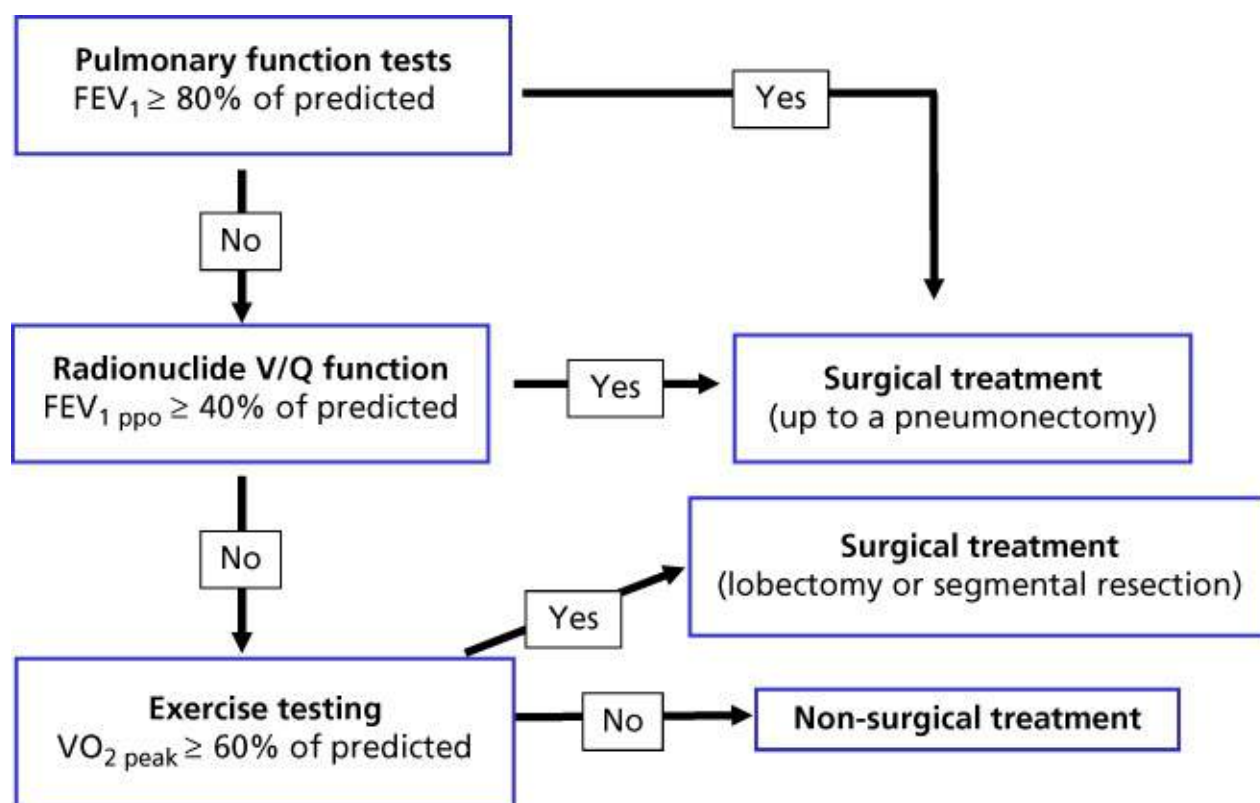 Pulmonary function tests
FEV₁ ≥ 80% of predicted
Yes
No
Radionuclide V/Q function
FEV₁ ₚₚₒ ≥ 40% of predicted
Yes
Surgical treatment
(up to a pneumonectomy)
No
Surgical treatment
(lobectomy or segmental resection)
Yes
Exercise testing
VO₂ ₚₑₐₖ ≥ 60% of predicted
No
Non-surgical treatment